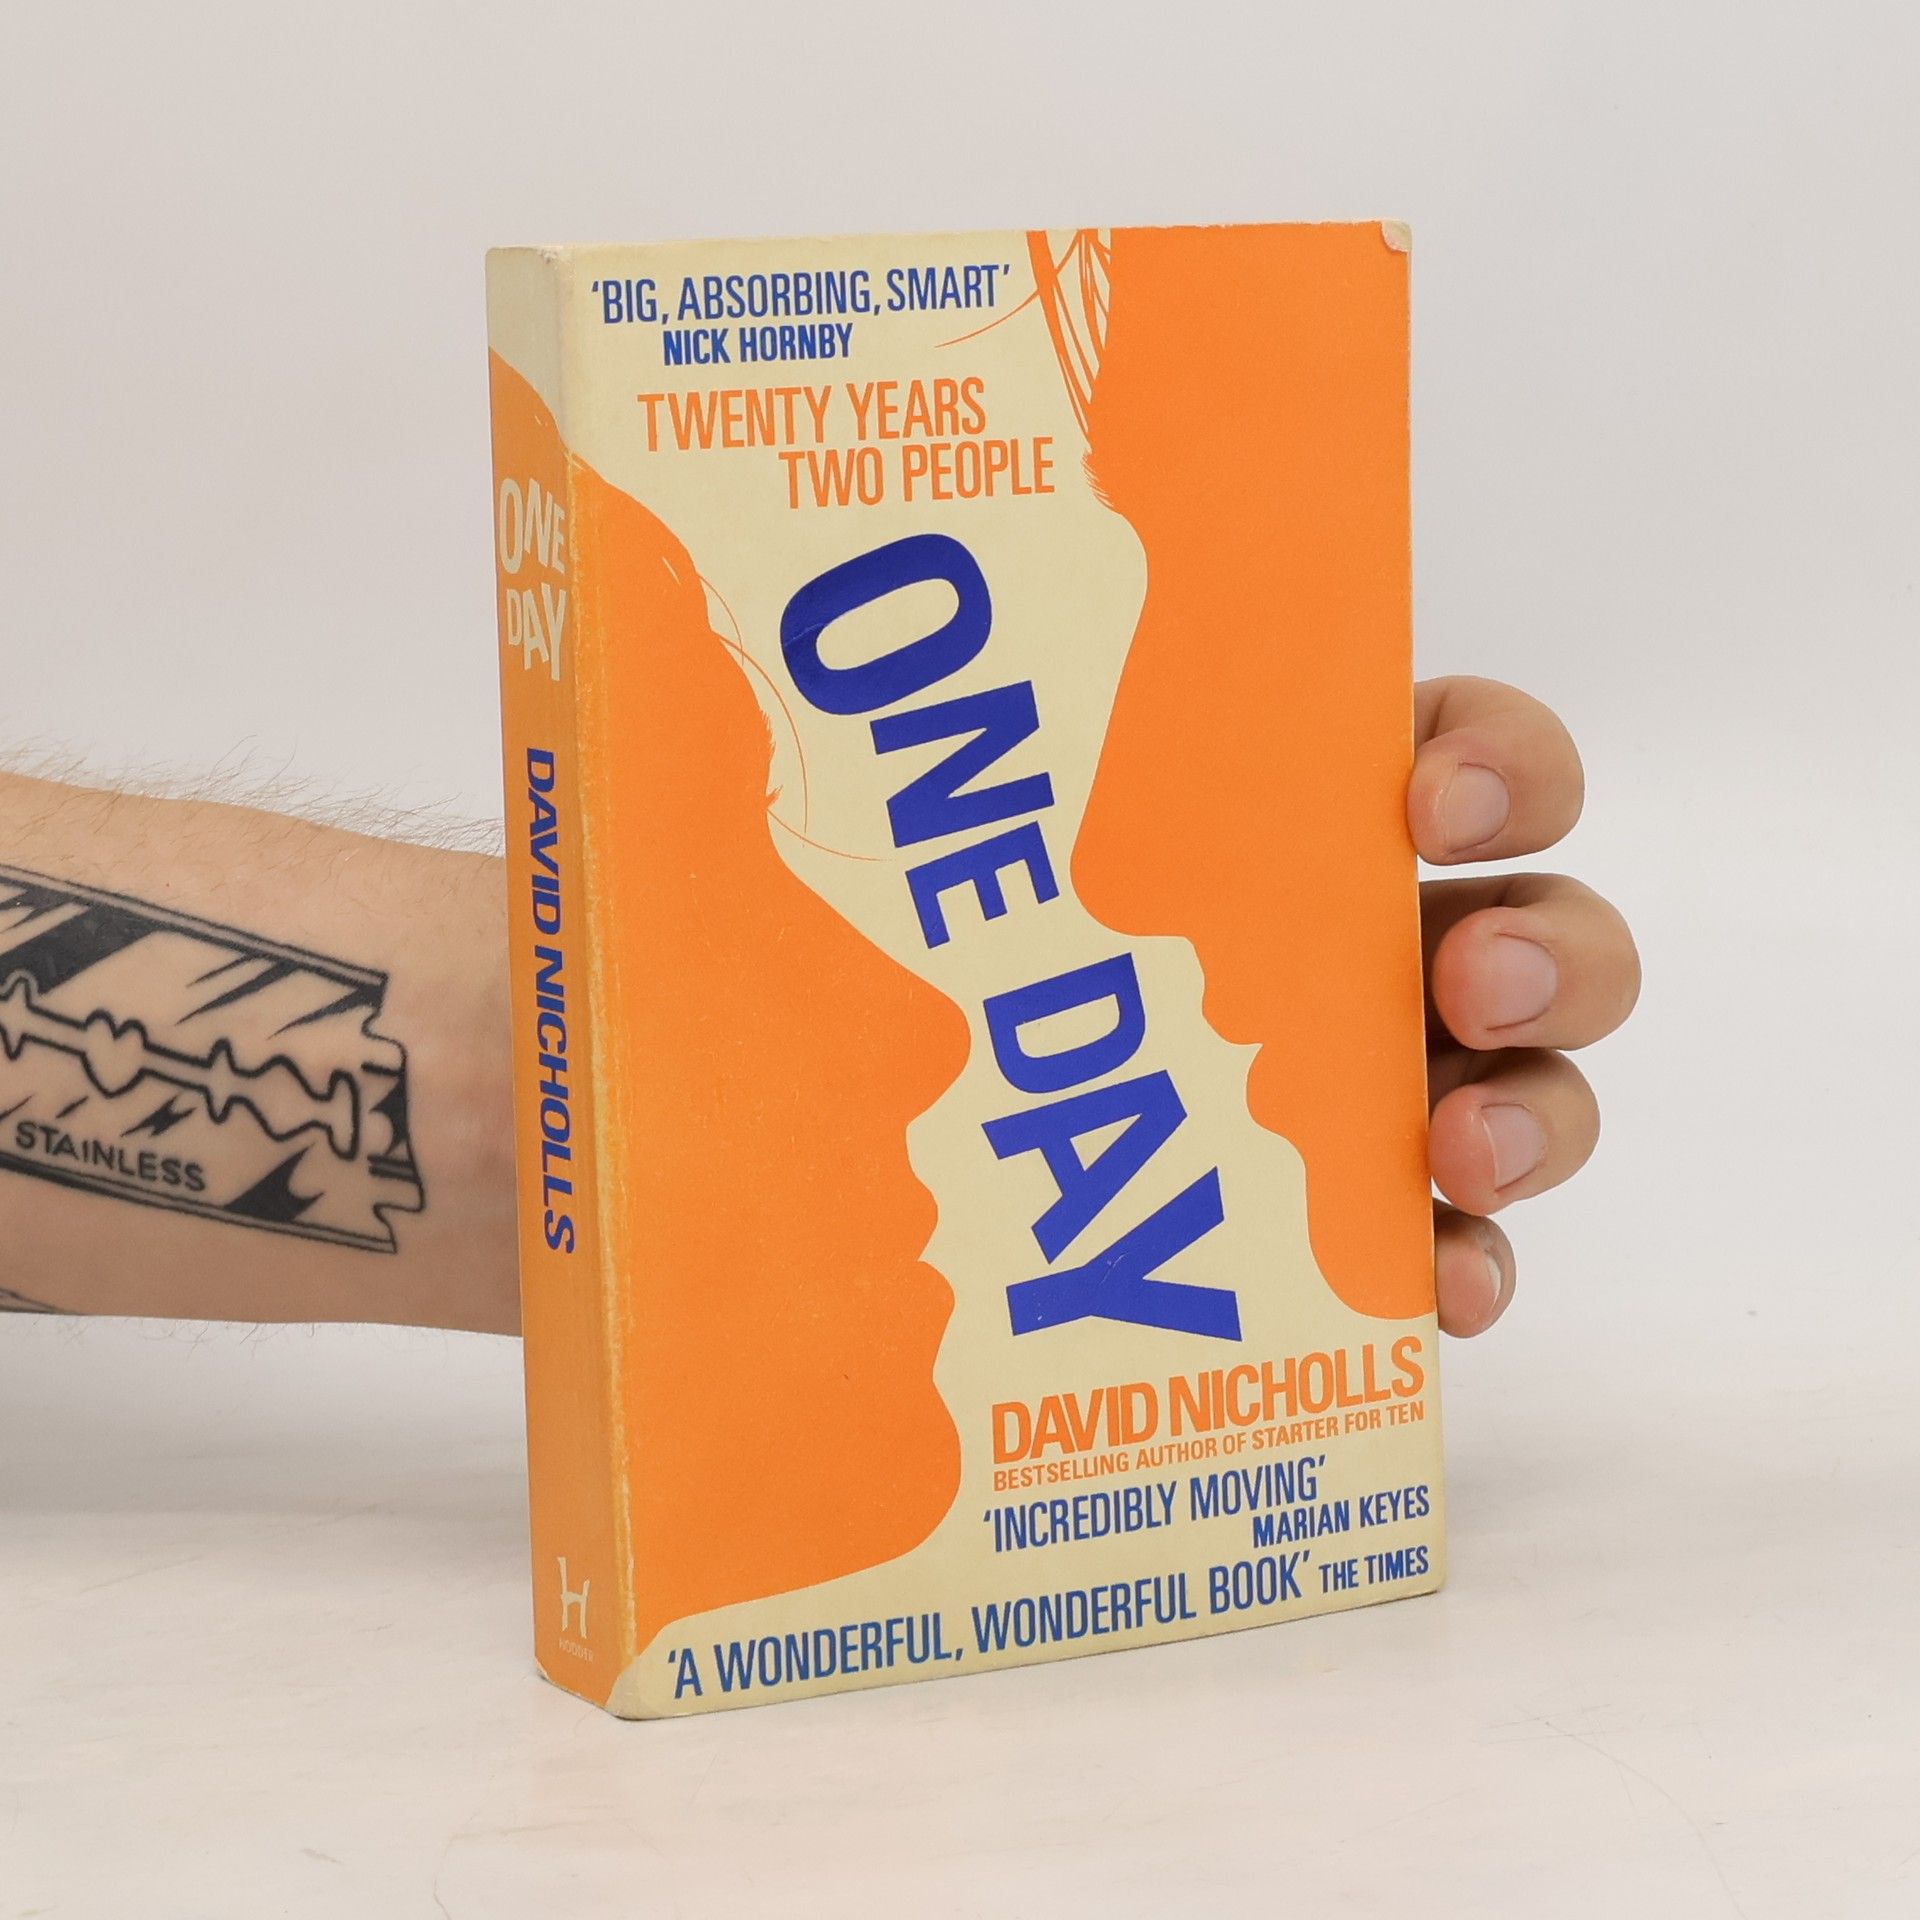 'BIG, ABSORBING, SMART'
NICK HORNBY
TWENTY YEARS
TWO PEOPLE
ONE DAY
DAVID NICHOLLS
BESTSELLING AUTHOR OF STARTER FOR TEN
'INCREDIBLY MOVING'
MARIAN KEYES
'A WONDERFUL, WONDERFUL BOOK' THE TIMES
ONE
DAY
DAVID NICHOLLS
H
HODDER
STAINLESS